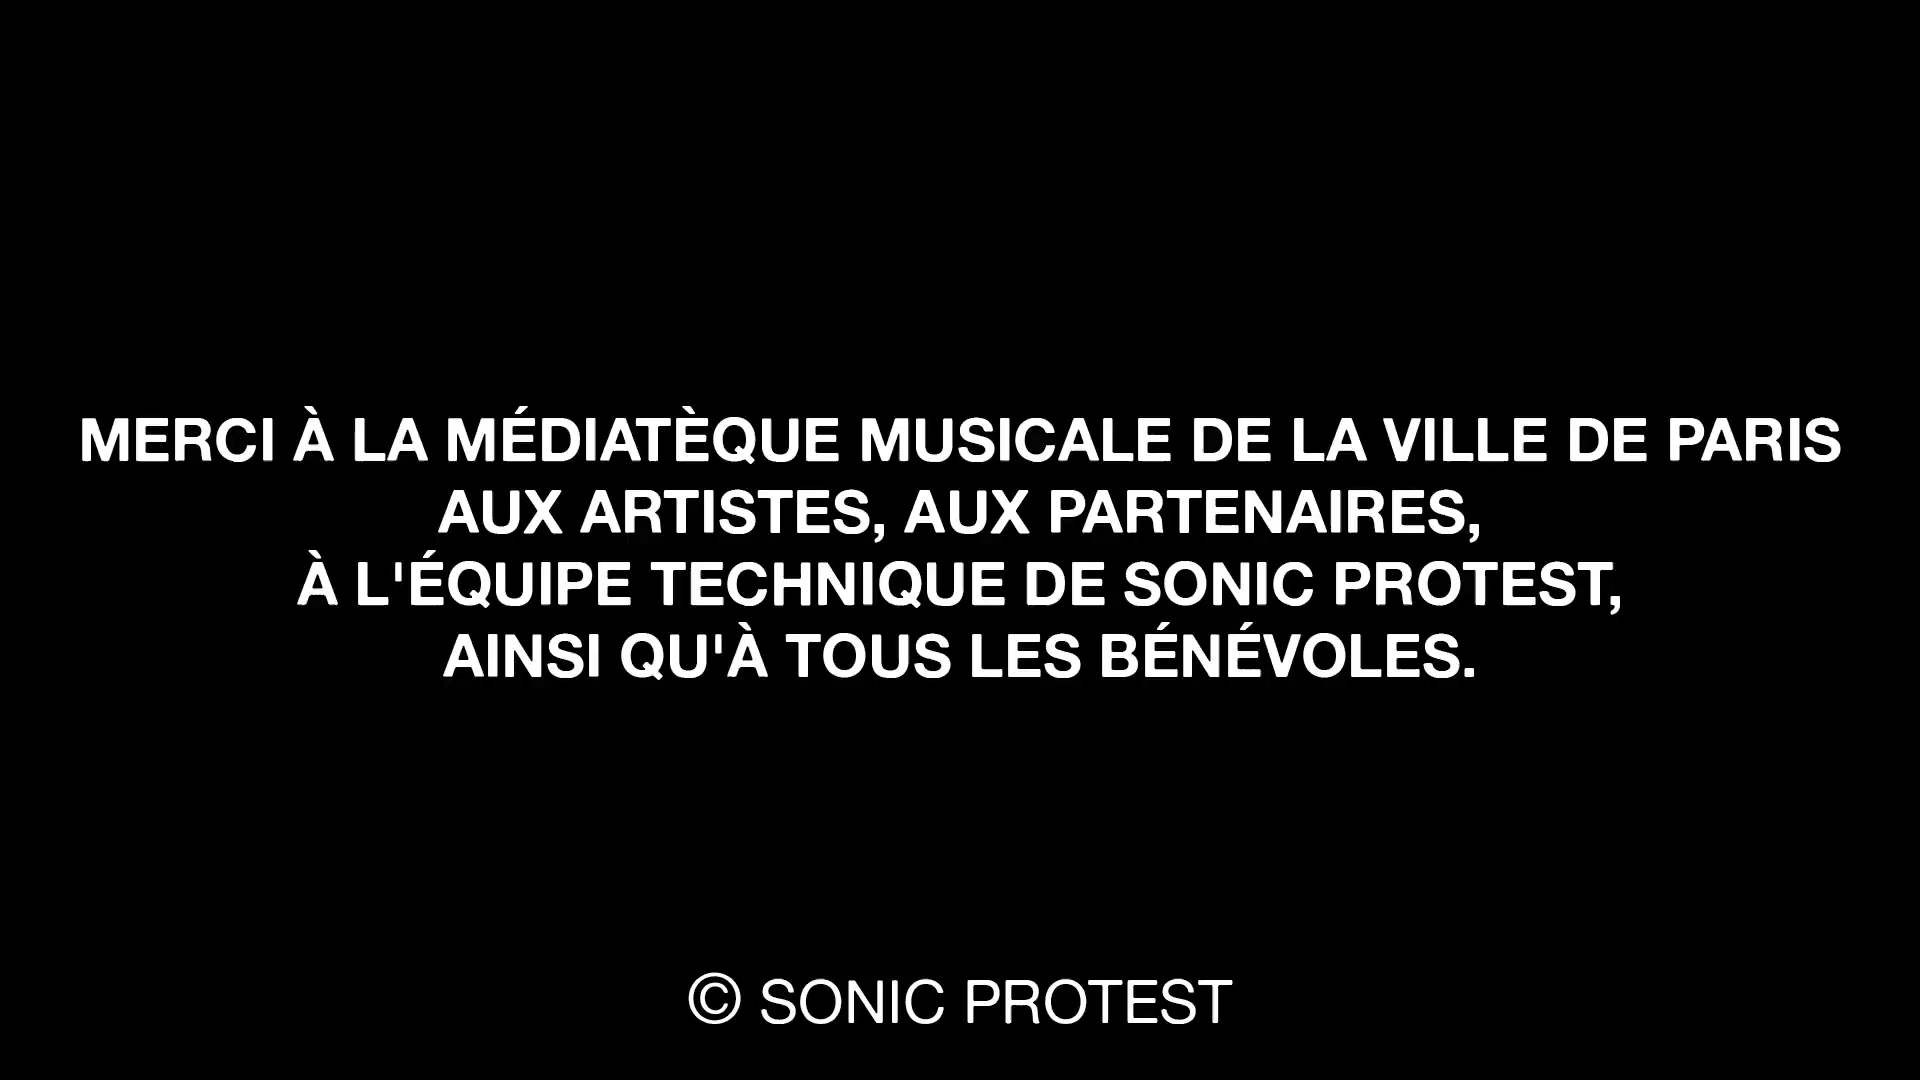 MERCI À LA MÉDIATÈQUE MUSICALE DE LA VILLE DE PARIS
AUX ARTISTES, AUX PARTENAIRES,
À L'ÉQUIPE TECHNIQUE DE SONIC PROTEST,
AINSI QU'À TOUS LES BÉNÉVOLES.
© SONIC PROTEST